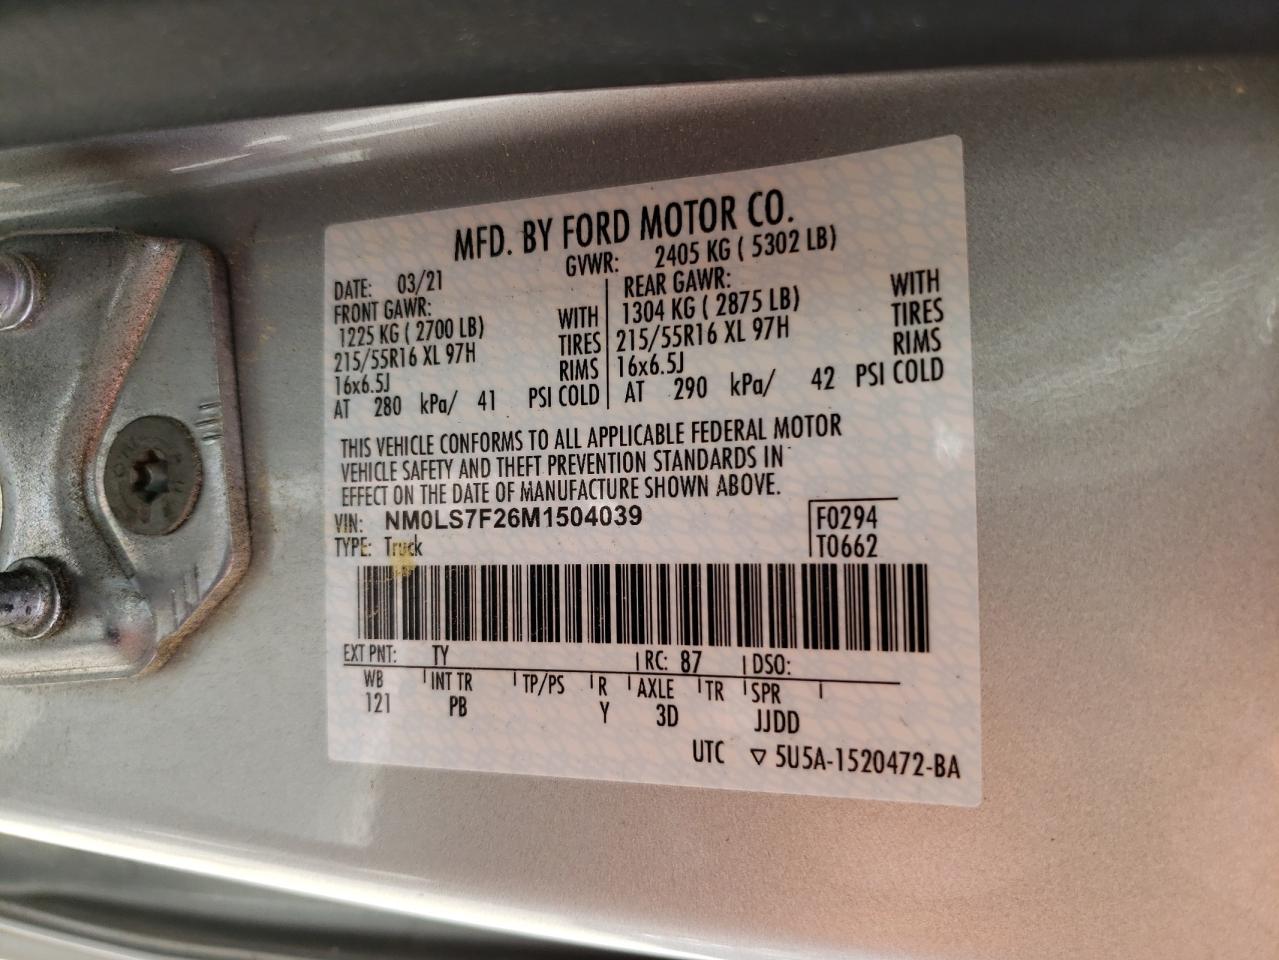 MFD. BY FORD MOTOR CO.
DATE: 03/21 GVWR: 2405 KG ( 5302 LB)
FRONT GAWR:
1225 KG ( 2700 LB) WITH
215/55R16 XL 97H TIRES
16x6.5J RIMS
AT 280 kPa/ 41 PSI COLD
REAR GAWR:
1304 KG ( 2875 LB) WITH
215/55R16 XL 97H TIRES
16x6.5J RIMS
AT 290 kPa/ 42 PSI COLD
THIS VEHICLE CONFORMS TO ALL APPLICABLE FEDERAL MOTOR
VEHICLE SAFETY AND THEFT PREVENTION STANDARDS IN
EFFECT ON THE DATE OF MANUFACTURE SHOWN ABOVE.
VIN: NM0LS7F26M1504039
TYPE: Truck
F0294
T0662
EXT PNT: TY RC: 87 DSO:
WB INT TR TP/PS R AXLE TR SPR
121 PB Y 3D JJDD
UTC ▽ 5U5A-1520472-BA